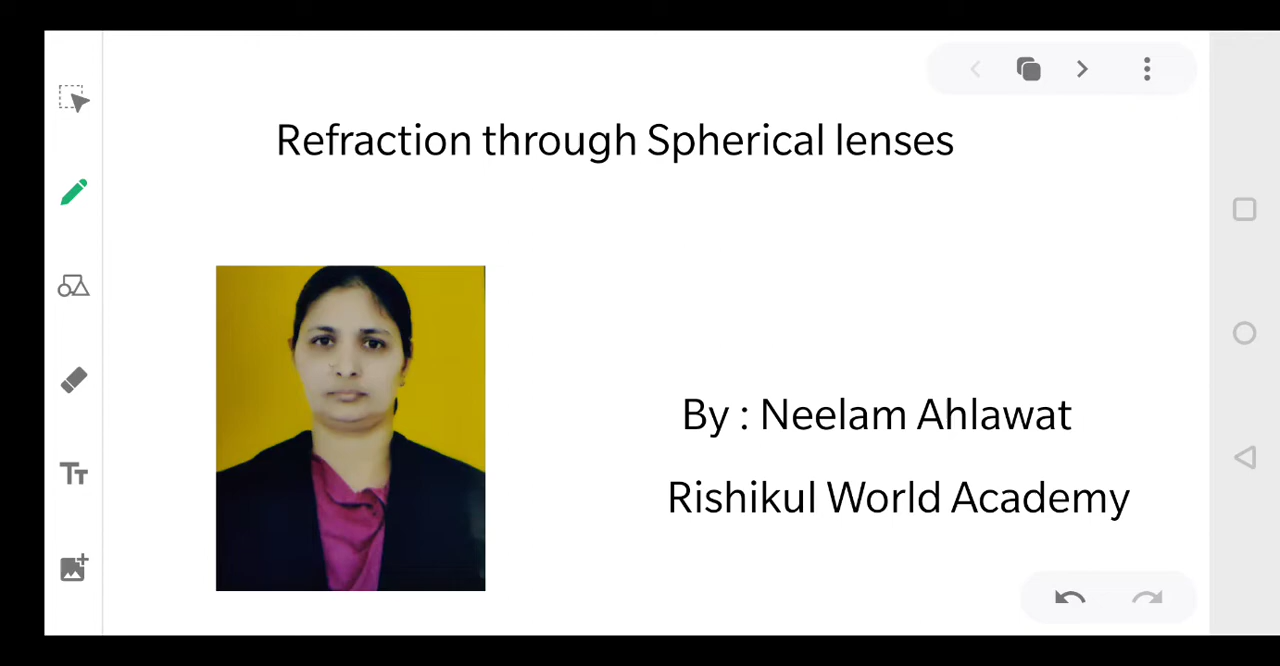 Refraction through Spherical lenses
By : Neelam Ahlawat
Rishikul World Academy